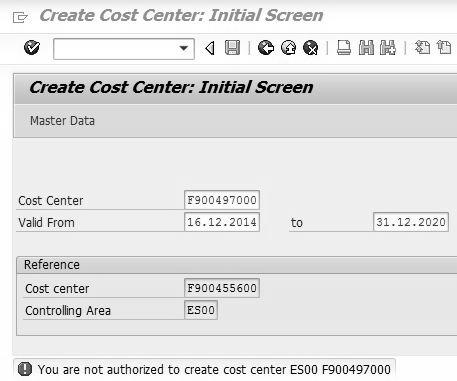 Create Cost Center: Initial Screen
Create Cost Center: Initial Screen
Master Data
Cost Center F900497000
Valid From 16.12.2014 to 31.12.2020
Reference
Cost center F900455600
Controlling Area ES00
You are not authorized to create cost center ES00 F900497000